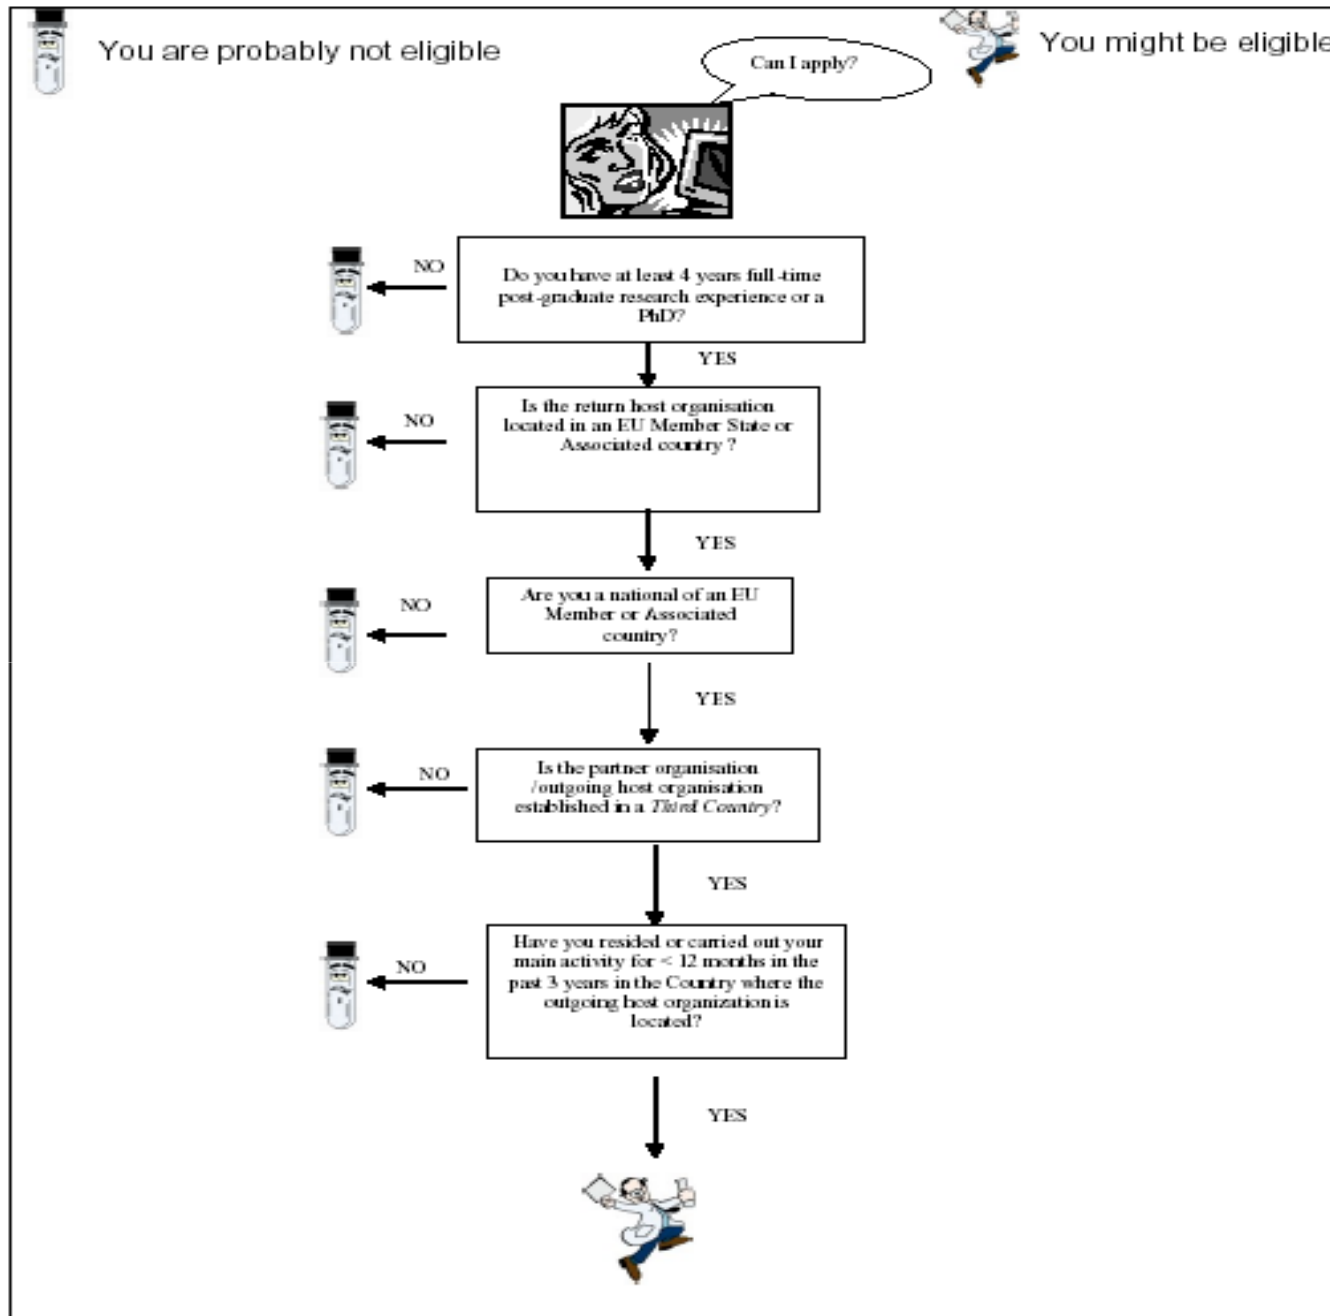 You are probably not eligible
You might be eligible
Can I apply?
NO
Do you have at least 4 years full-time
post-graduate research experience or a
PhD?
YES
NO
Is the return host organisation
located in an EU Member State or
Associated country ?
YES
NO
Are you a national of an EU
Member or Associated
country?
YES
NO
Is the partner organisation
/outgoing host organisation
established in a Third Country?
YES
NO
Have you resided or carried out your
main activity for < 12 months in the
past 3 years in the Country where the
outgoing host organization is
located?
YES